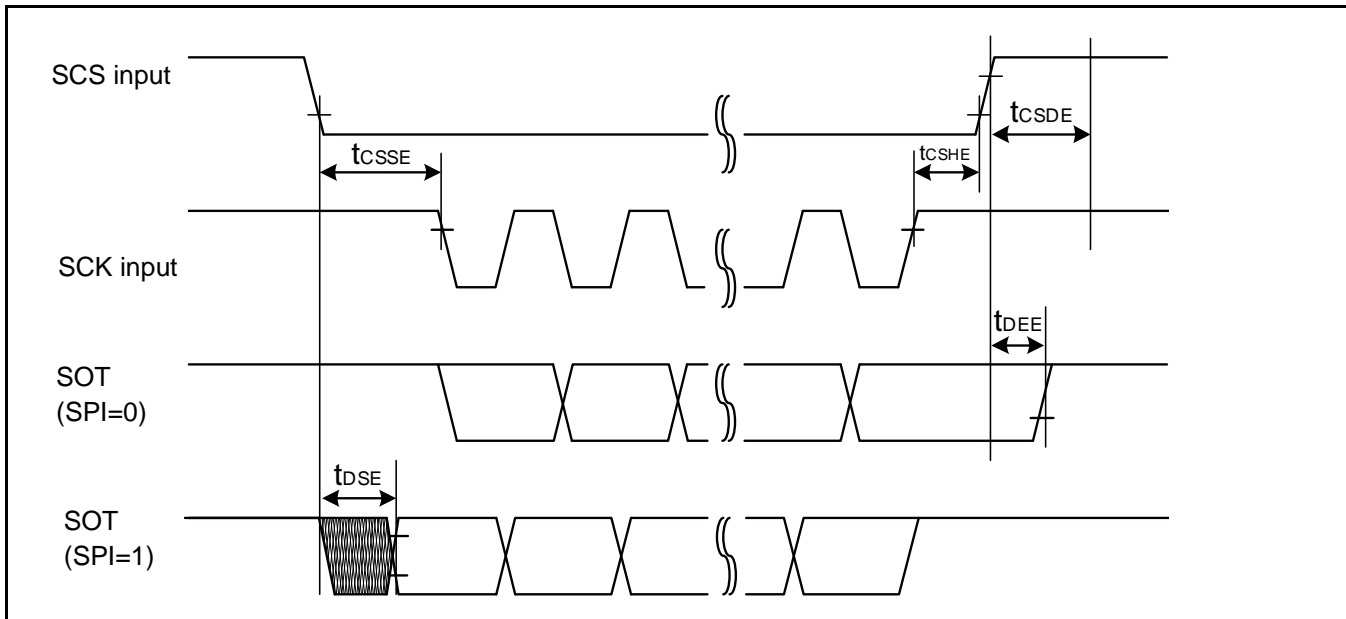 SCS input
tCSDE
tCSSE
tCSHE
SCK input
tDEE
SOT
(SPI=0)
tDSE
SOT
(SPI=1)